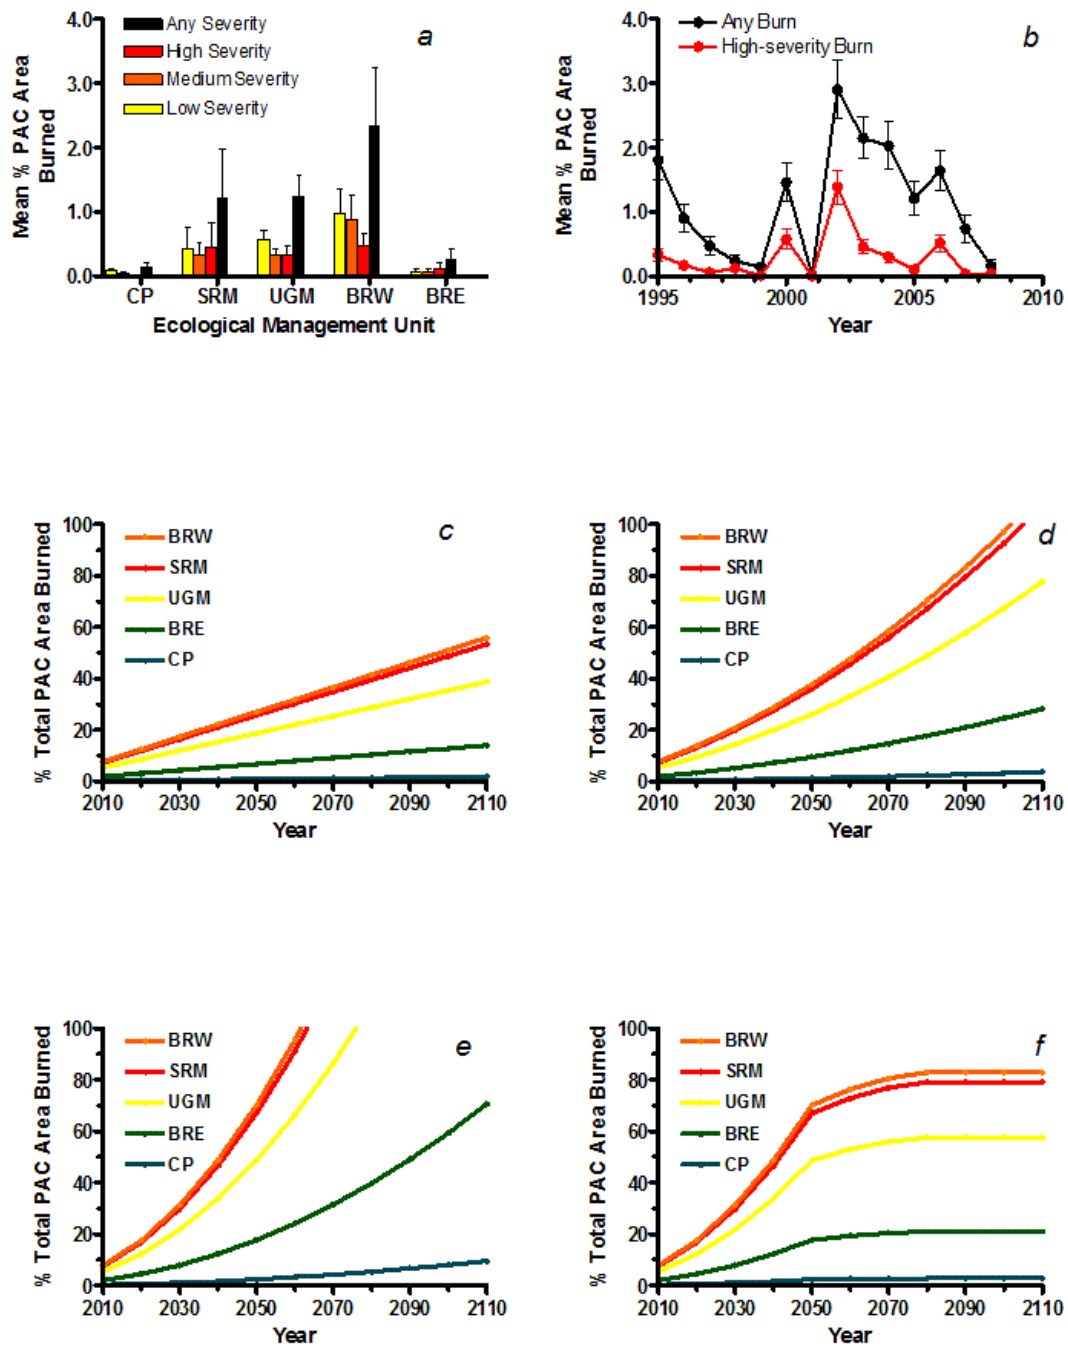 4.0
3.0
2.0
1.0
0.0
Mean % PAC Area
Burned
Any Severity
High Severity
Medium Severity
Low Severity
a
CP SRM UGM BRW BRE
Ecological Management Unit
4.0
3.0
2.0
1.0
0.0
Mean % PAC Area
Burned
Any Burn
High-severity Burn
b
1995 2000 2005 2010
Year
100
80
60
40
20
0
% Total PAC Area Burned
BRW
SRM
UGM
BRE
CP
c
2010 2030 2050 2070 2090 2110
Year
100
80
60
40
20
0
% Total PAC Area Burned
BRW
SRM
UGM
BRE
CP
d
2010 2030 2050 2070 2090 2110
Year
100
80
60
40
20
0
% Total PAC Area Burned
BRW
SRM
UGM
BRE
CP
e
2010 2030 2050 2070 2090 2110
Year
100
80
60
40
20
0
% Total PAC Area Burned
BRW
SRM
UGM
BRE
CP
f
2010 2030 2050 2070 2090 2110
Year